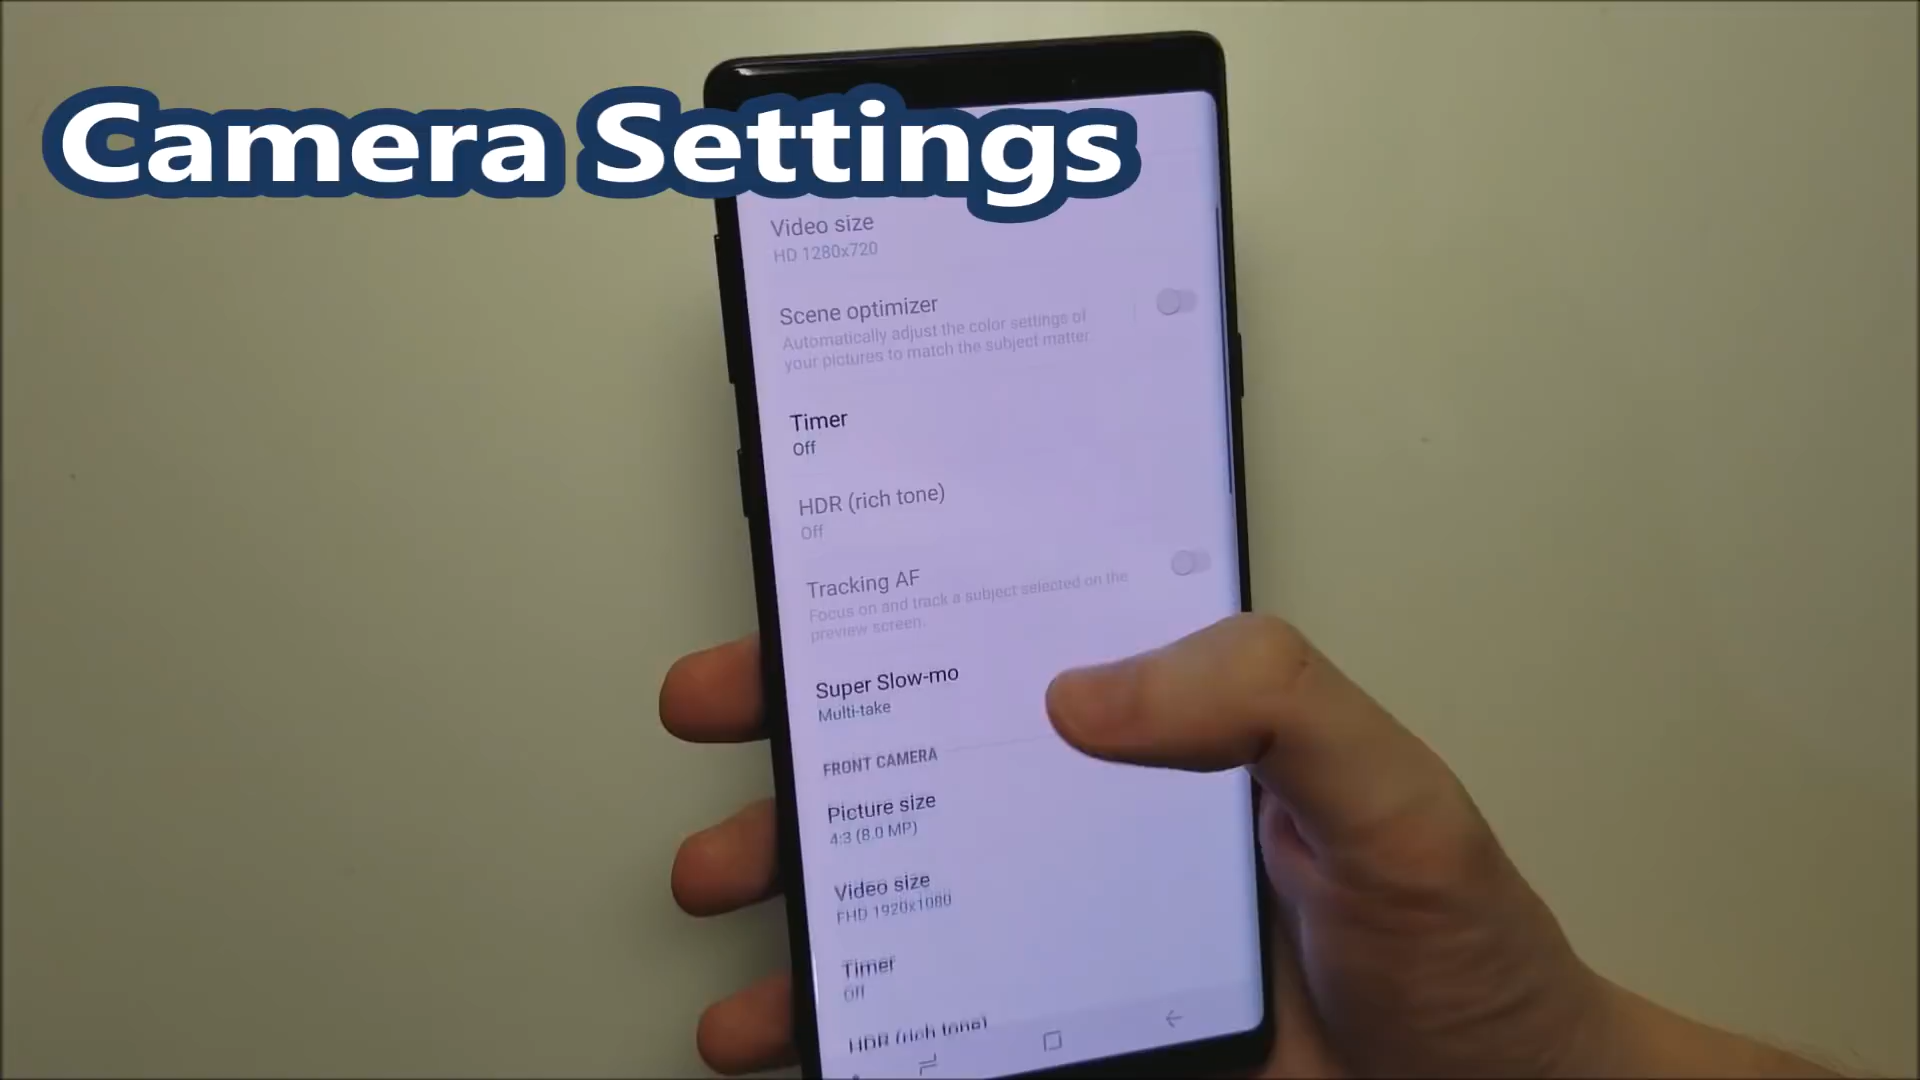 Camera Settings
Video size
HD 1280x720
Scene optimizer
Automatically adjust the color settings of
your pictures to match the subject matter.
Timer
Off
HDR (rich tone)
Off
Tracking AF
Focus on and track a subject selected on the
preview screen.
Super Slow-mo
Multi-take
FRONT CAMERA
Picture size
4:3 (8.0 MP)
Video size
FHD 1920x1080
Timer
Off
HDR (rich tone)